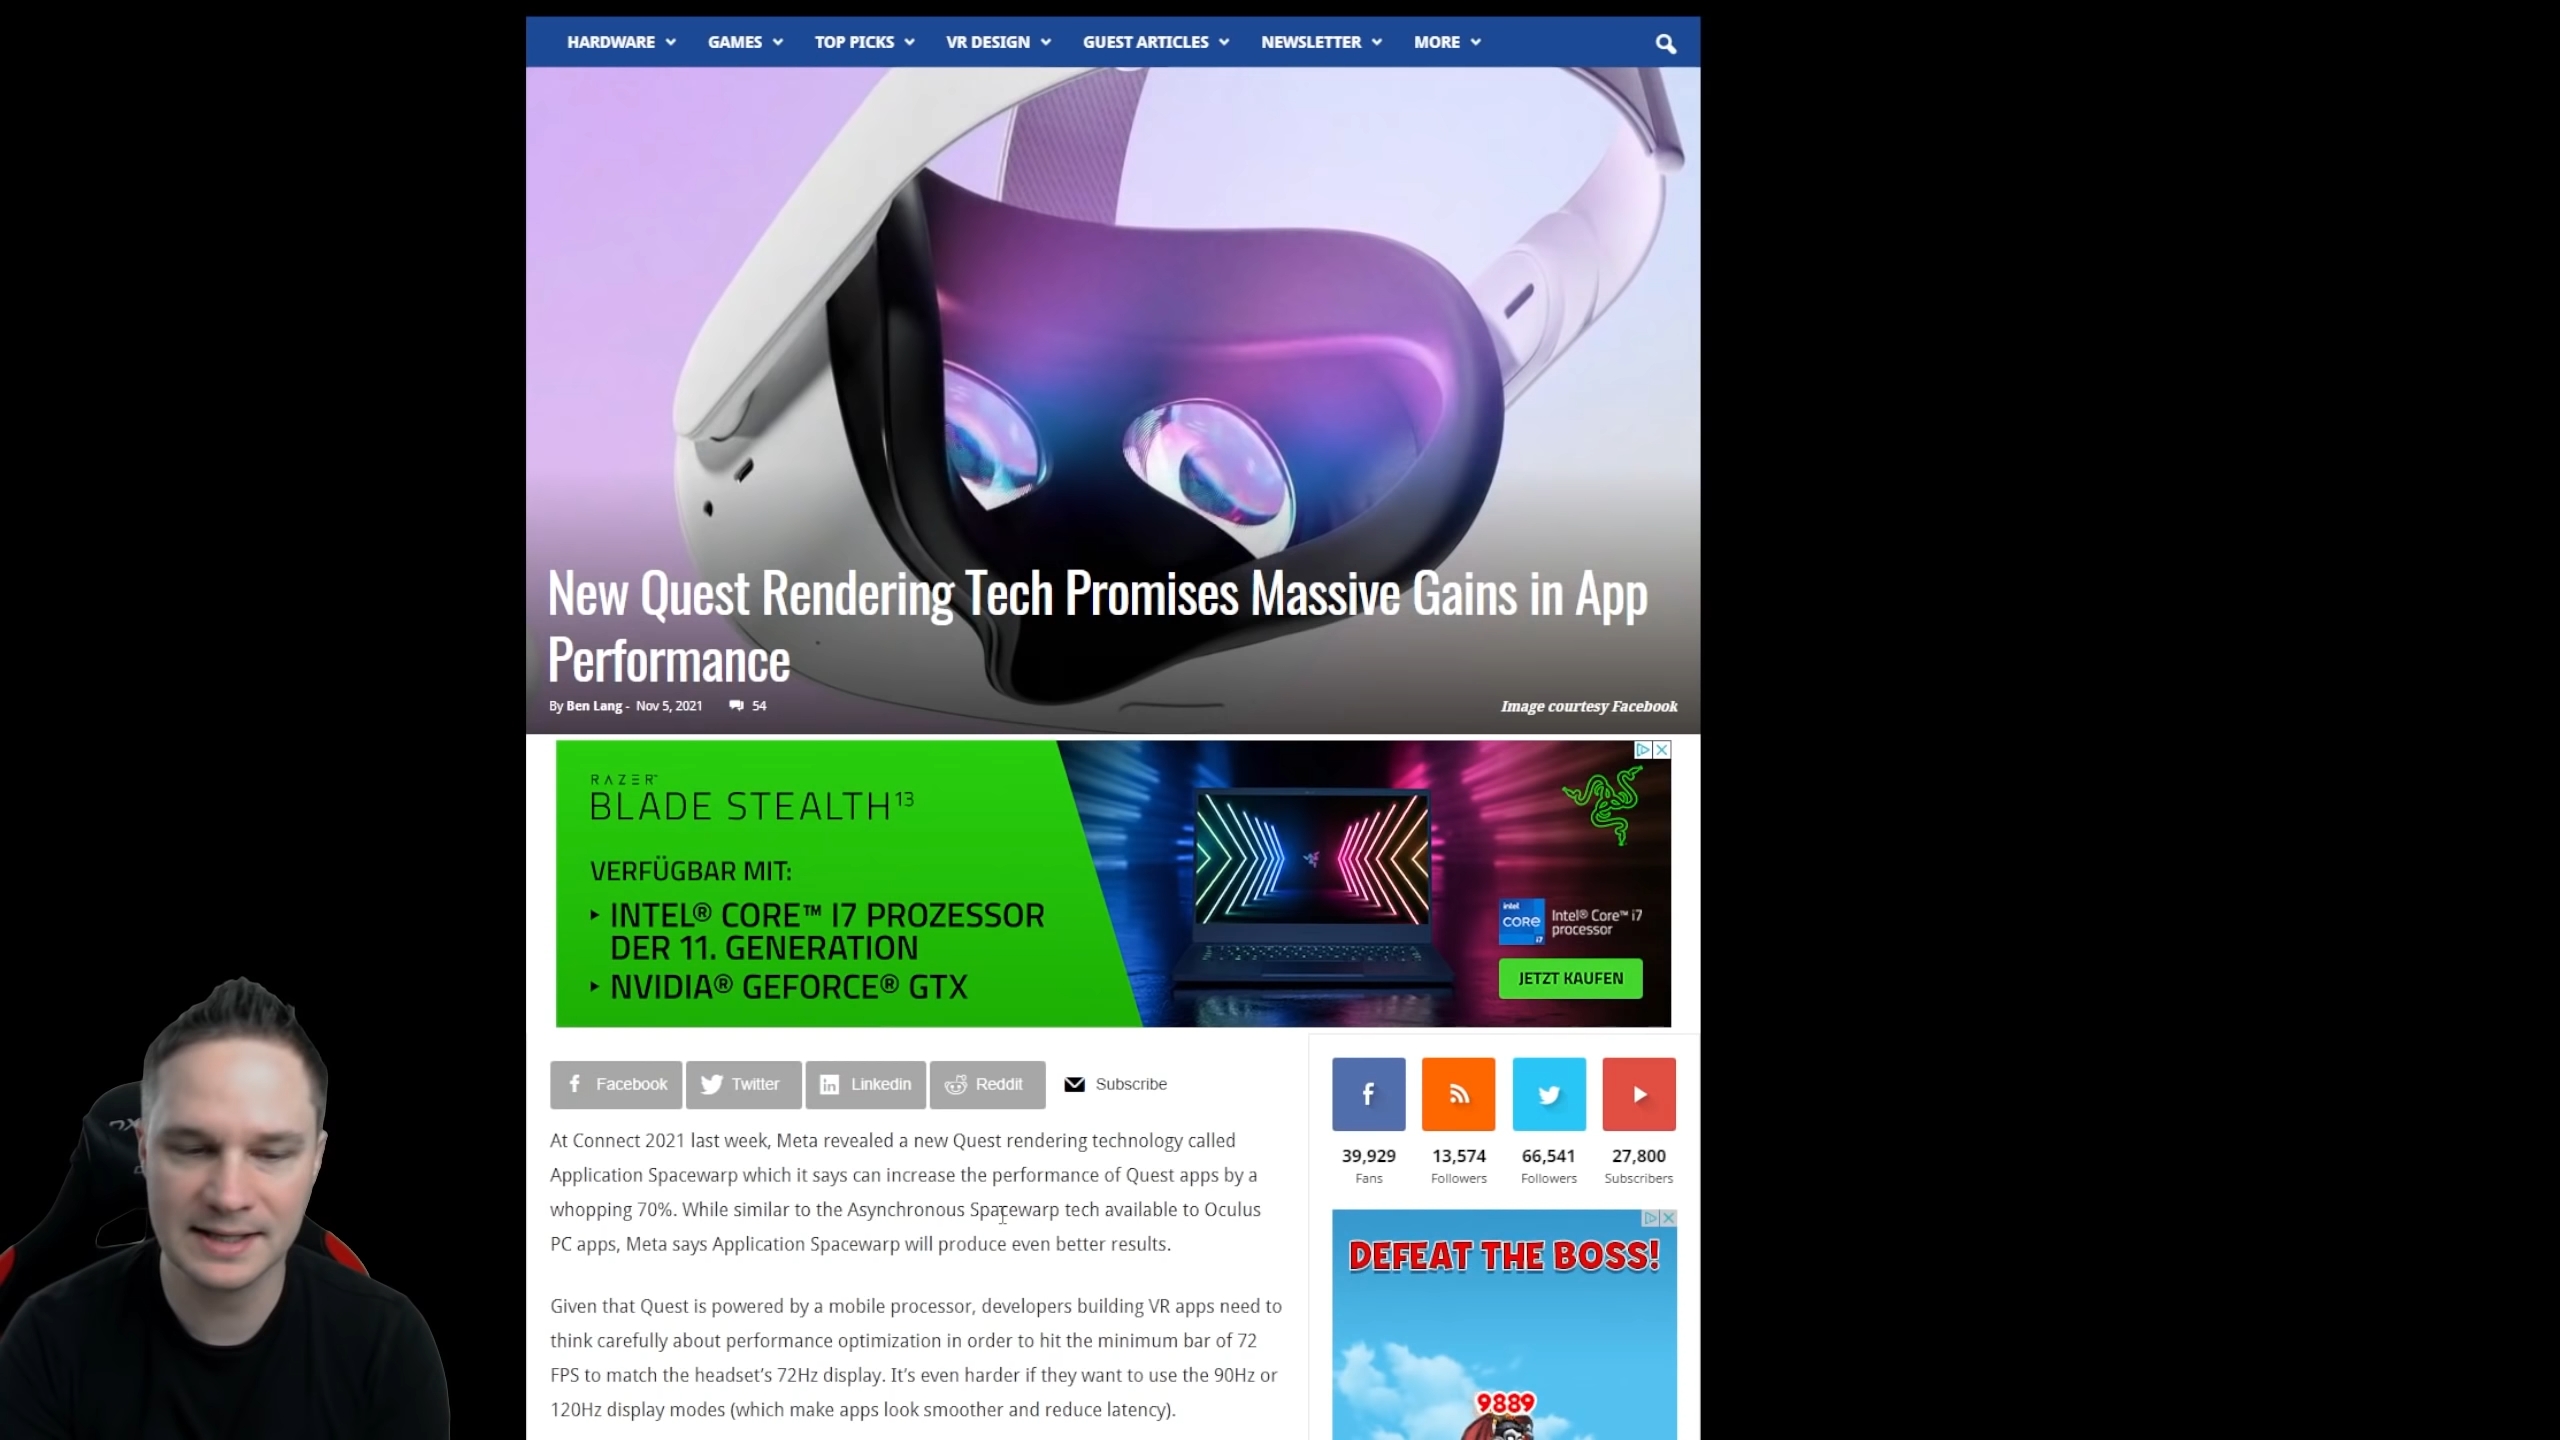 HARDWARE GAMES TOP PICKS VR DESIGN GUEST ARTICLES NEWSLETTER MORE
New Quest Rendering Tech Promises Massive Gains in App
Performance
By Ben Lang - Nov 5, 2021 54
Image courtesy Facebook
RAZER™
BLADE STEALTH 13
VERFÜGBAR MIT:
INTEL® CORE™ I7 PROZESSOR
DER 11. GENERATION
NVIDIA® GEFORCE® GTX
intel
CORE
i7
Intel® Core™ i7
processor
JETZT KAUFEN
Facebook Twitter Linkedin Reddit Subscribe
At Connect 2021 last week, Meta revealed a new Quest rendering technology called
Application Spacewarp which it says can increase the performance of Quest apps by a
whopping 70%. While similar to the Asynchronous Spacewarp tech available to Oculus
PC apps, Meta says Application Spacewarp will produce even better results.
Given that Quest is powered by a mobile processor, developers building VR apps need to
think carefully about performance optimization in order to hit the minimum bar of 72
FPS to match the headset's 72Hz display. It's even harder if they want to use the 90Hz or
120Hz display modes (which make apps look smoother and reduce latency).
39,929 13,574 66,541 27,800
Fans Followers Followers Subscribers
DEFEAT THE BOSS!
9889